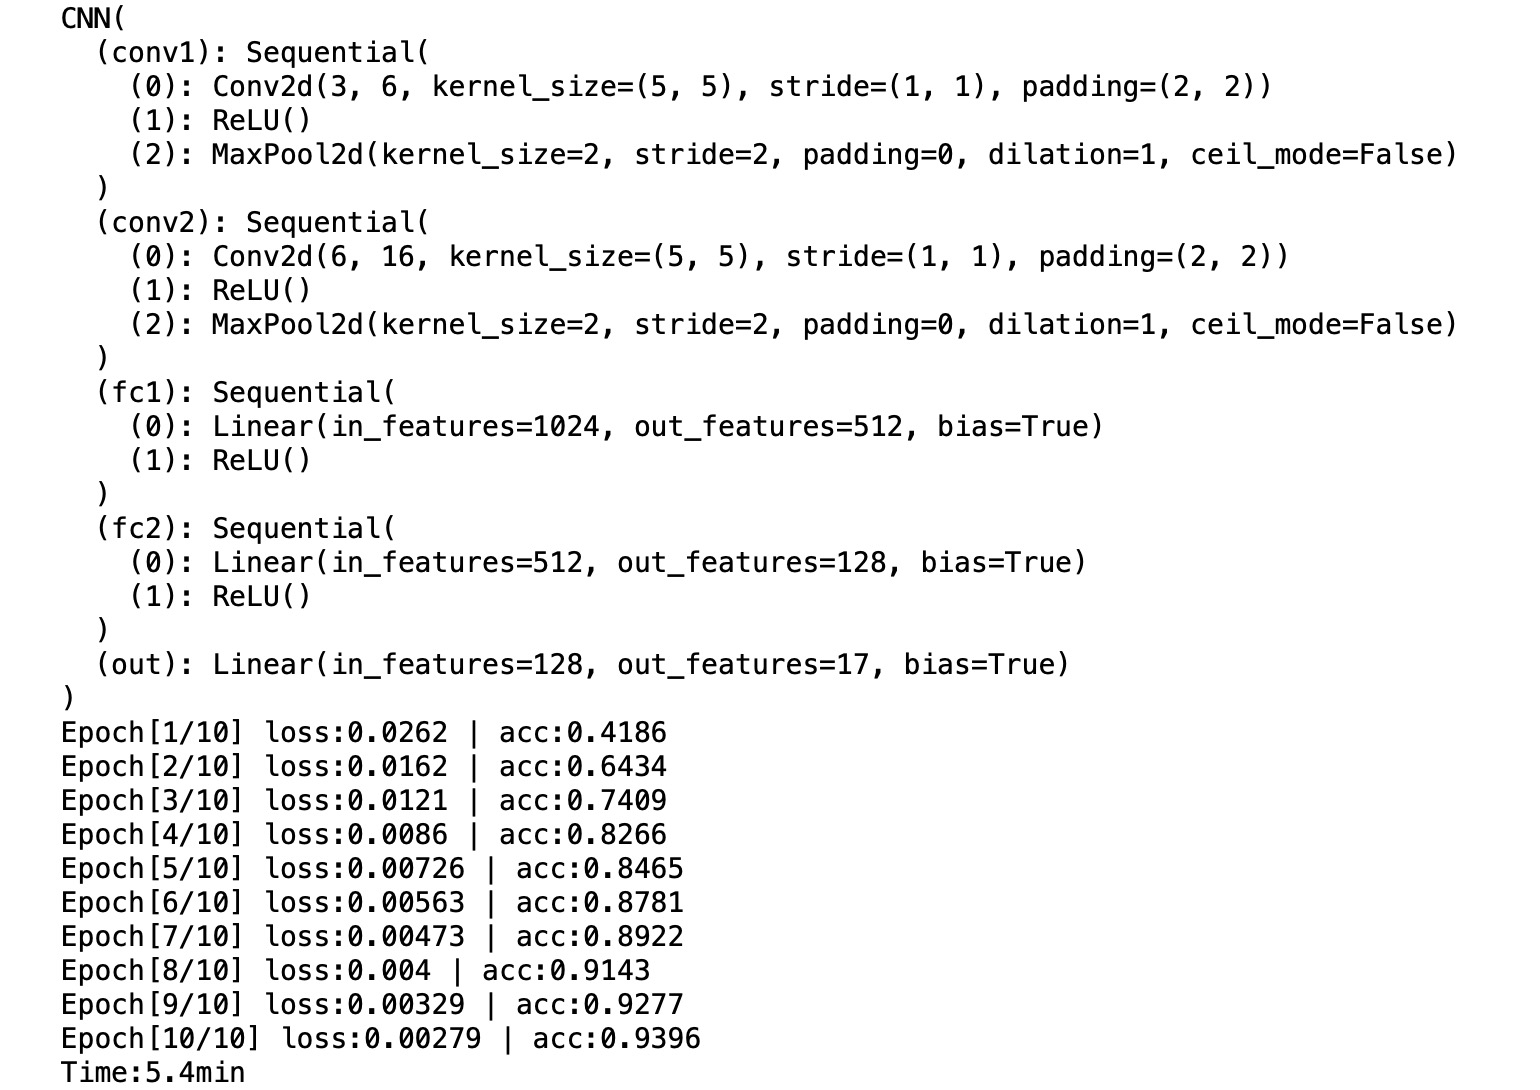 CNN(
  (conv1): Sequential(
    (0): Conv2d(3, 6, kernel_size=(5, 5), stride=(1, 1), padding=(2, 2))
    (1): ReLU()
    (2): MaxPool2d(kernel_size=2, stride=2, padding=0, dilation=1, ceil_mode=False)
  )
  (conv2): Sequential(
    (0): Conv2d(6, 16, kernel_size=(5, 5), stride=(1, 1), padding=(2, 2))
    (1): ReLU()
    (2): MaxPool2d(kernel_size=2, stride=2, padding=0, dilation=1, ceil_mode=False)
  )
  (fc1): Sequential(
    (0): Linear(in_features=1024, out_features=512, bias=True)
    (1): ReLU()
  )
  (fc2): Sequential(
    (0): Linear(in_features=512, out_features=128, bias=True)
    (1): ReLU()
  )
  (out): Linear(in_features=128, out_features=17, bias=True)
)
Epoch[1/10] loss:0.0262 | acc:0.4186
Epoch[2/10] loss:0.0162 | acc:0.6434
Epoch[3/10] loss:0.0121 | acc:0.7409
Epoch[4/10] loss:0.0086 | acc:0.8266
Epoch[5/10] loss:0.00726 | acc:0.8465
Epoch[6/10] loss:0.00563 | acc:0.8781
Epoch[7/10] loss:0.00473 | acc:0.8922
Epoch[8/10] loss:0.004 | acc:0.9143
Epoch[9/10] loss:0.00329 | acc:0.9277
Epoch[10/10] loss:0.00279 | acc:0.9396
Time:5.4min